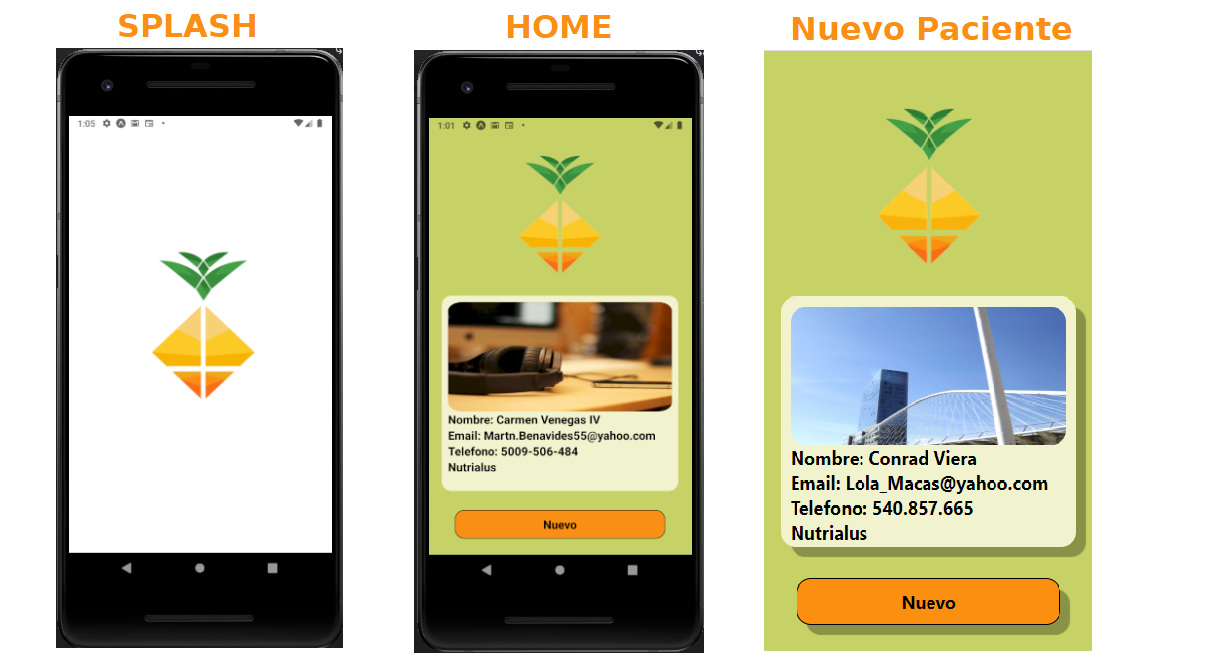 SPLASH
1:05
HOME
1:01
Nombre: Carmen Venegas IV
Email: Martn.Benavides55@yahoo.com
Telefono: 5009-506-484
Nutrialus
Nuevo
Nuevo Paciente
Nombre: Conrad Viera
Email: Lola_Macas@yahoo.com
Telefono: 540.857.665
Nutrialus
Nuevo